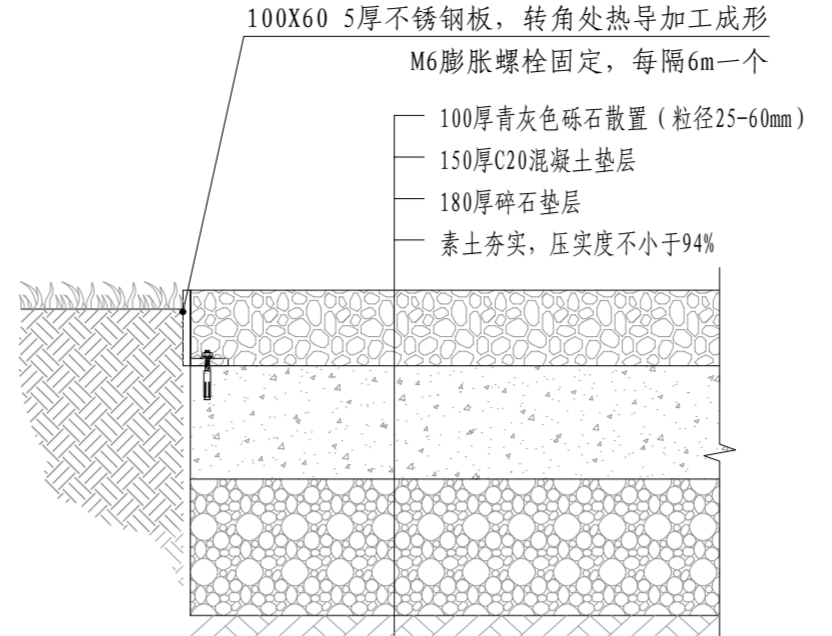 100X60 5厚不锈钢板，转角处热导加工成形
M6膨胀螺栓固定，每隔6m一个
100厚青灰色砾石散置（粒径25-60mm）
150厚C20混凝土垫层
180厚碎石垫层
素土夯实，压实度不小于94%